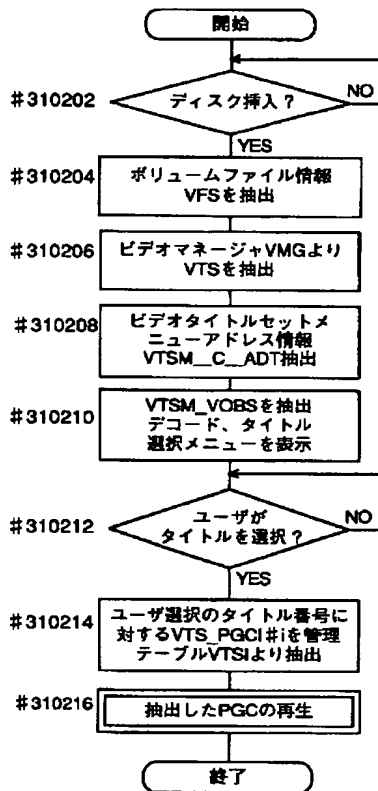 開始
#310202
ディスク挿入？
NO
YES
#310204
ボリュームファイル情報
VFSを抽出
#310206
ビデオマネージャVMGより
VTSを抽出
#310208
ビデオタイトルセットメ
ニューアドレス情報
VTSM__C__ADT抽出
#310210
VTSM_VOBSを抽出
デコード、タイトル
選択メニューを表示
#310212
ユーザが
タイトルを選択？
NO
YES
#310214
ユーザ選択のタイトル番号に
対するVTS_PGCI#iを管理
テーブルVTSIより抽出
#310216
抽出したPGCの再生
終了